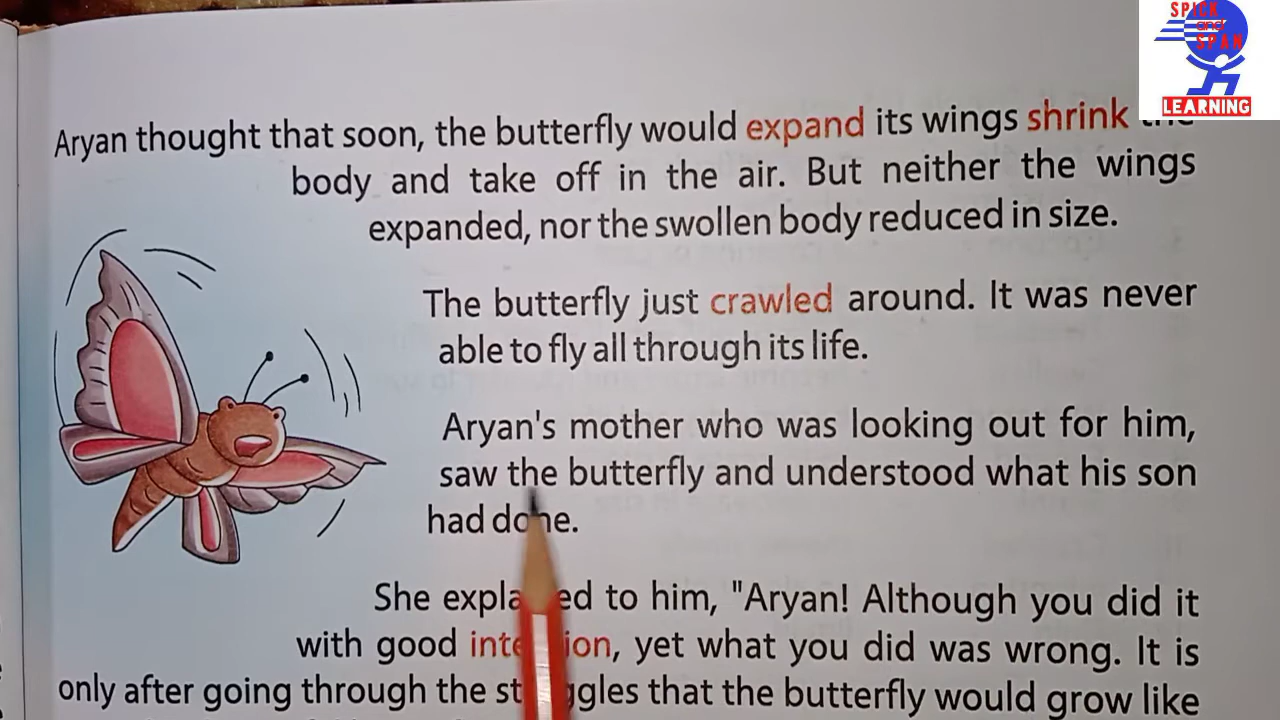 SPICK
and
SPAN
LEARNING
Aryan thought that soon, the butterfly would expand its wings shrink the
body and take off in the air. But neither the wings
expanded, nor the swollen body reduced in size.
The butterfly just crawled around. It was never
able to fly all through its life.
Aryan's mother who was looking out for him,
saw the butterfly and understood what his son
had done.
She explained to him, "Aryan! Although you did it
with good intention, yet what you did was wrong. It is
only after going through the struggles that the butterfly would grow like